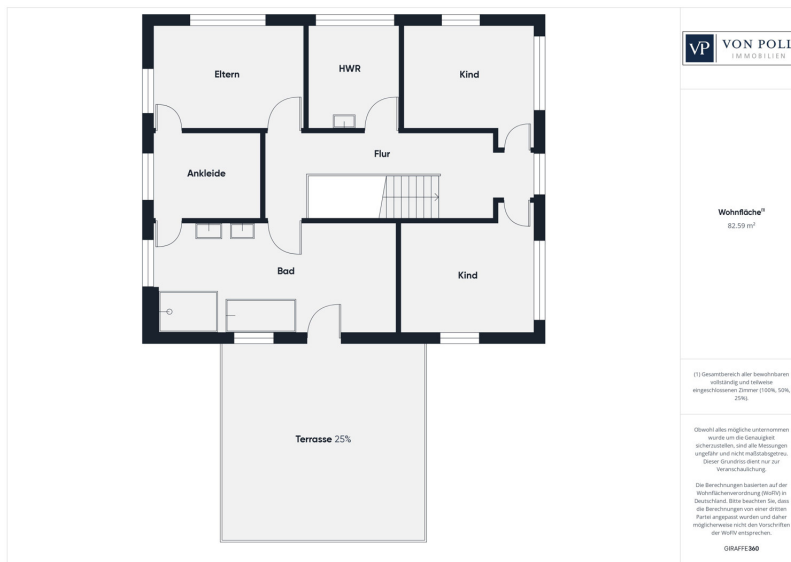 Eltern
HWR
Kind
Ankleide
Flur
Bad
Kind
Terrasse 25%
VP
VON POLL
IMMOBILIEN
Wohnfläche⁽¹⁾
82.59 m²
(1) Gesamtbereich aller bewohnbaren
vollständig und teilweise
eingeschlossenen Zimmer (100%, 50%,
25%).
Obwohl alles mögliche unternommen
wurde um die Genauigkeit
sicherzustellen, sind alle Messungen
ungefähr und nicht maßstabsgetreu.
Dieser Grundriss dient nur zur
Veranschaulichung.
Die Berechnungen basierten auf der
Wohnflächenverordnung (WoFlV) in
Deutschland. Bitte beachten Sie, dass
die Berechnungen von einer dritten
Partei angepasst wurden und daher
möglicherweise nicht den Vorschriften
der WoFlV entsprechen.
GIRAFFE360